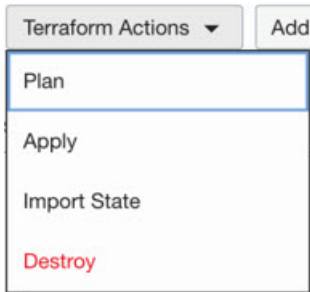 Terraform Actions Add
Plan
Apply
Import State
Destroy